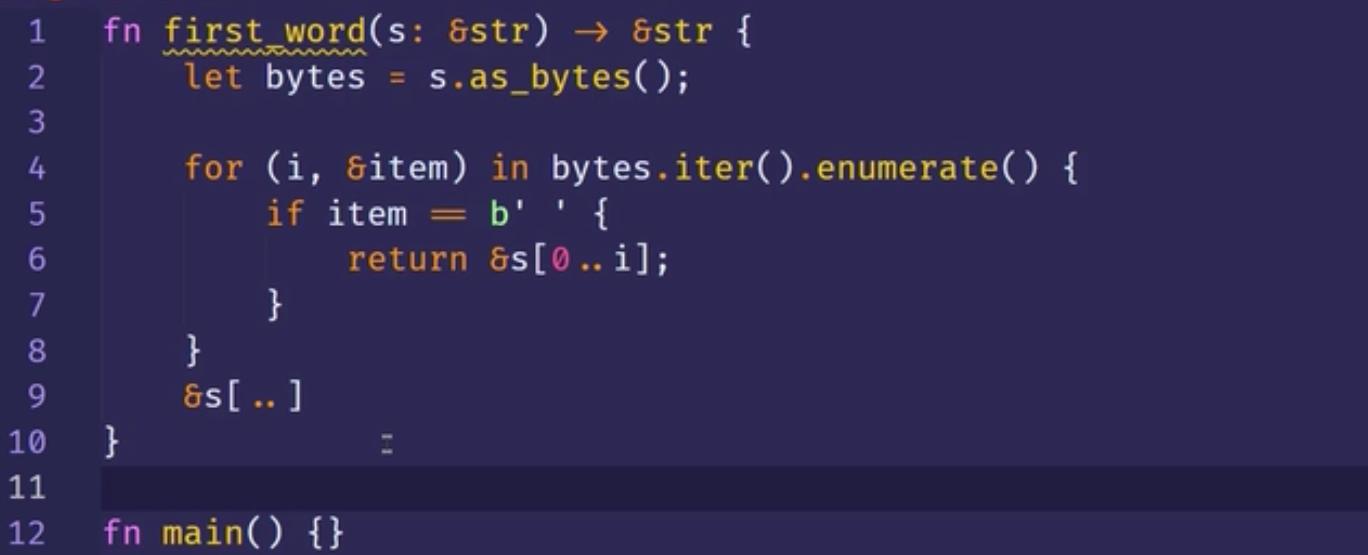 1 fn first_word(s: &str) -> &str {
2 let bytes = s.as_bytes();
3
4 for (i, &item) in bytes.iter().enumerate() {
5 if item == b' ' {
6 return &s[0..i];
7 }
8 }
9 &s[..]
10 }
11
12 fn main() {}